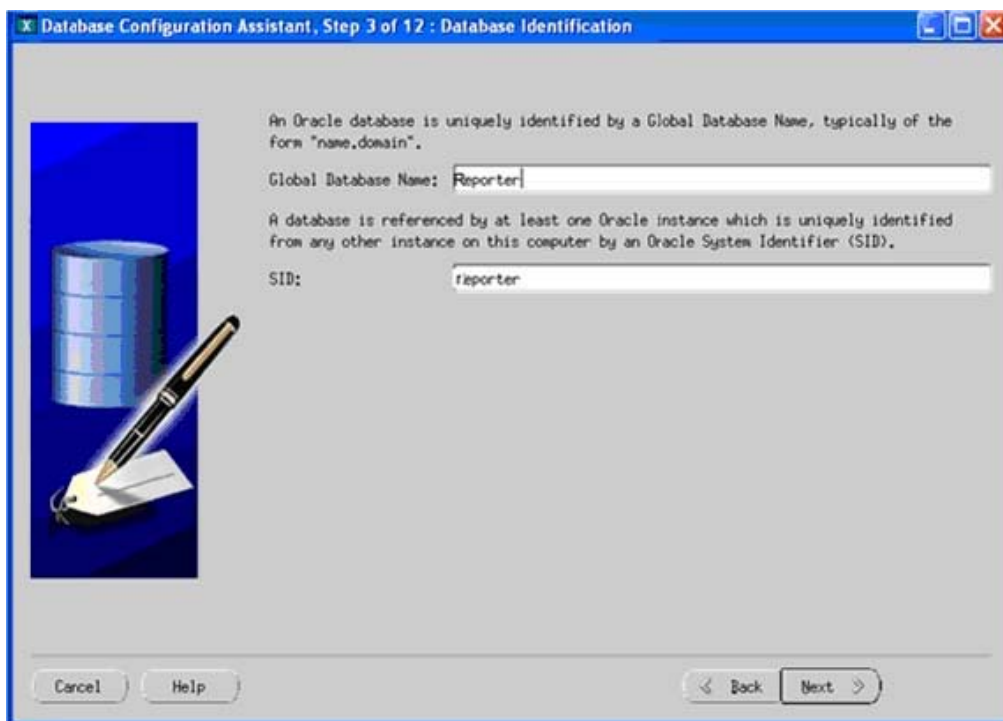 X Database Configuration Assistant, Step 3 of 12 : Database Identification
An Oracle database is uniquely identified by a Global Database Name, typically of the
form "name.domain".
Global Database Name: Reporter
A database is referenced by at least one Oracle instance which is uniquely identified
from any other instance on this computer by an Oracle System Identifier (SID).
SID: reporter
Cancel Help Back Next